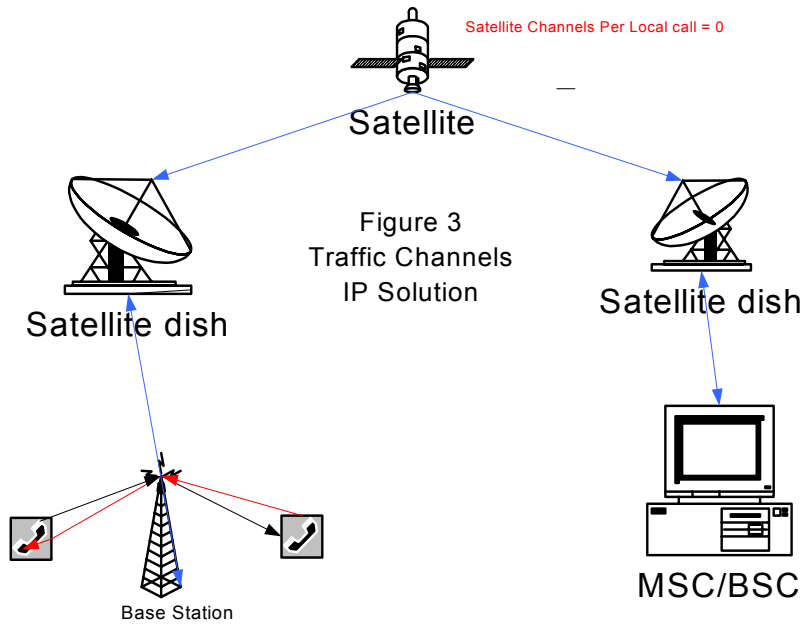 Satellite Channels Per Local call = 0
Satellite
Figure 3
Traffic Channels
IP Solution
Satellite dish
Satellite dish
MSC/BSC
Base Station